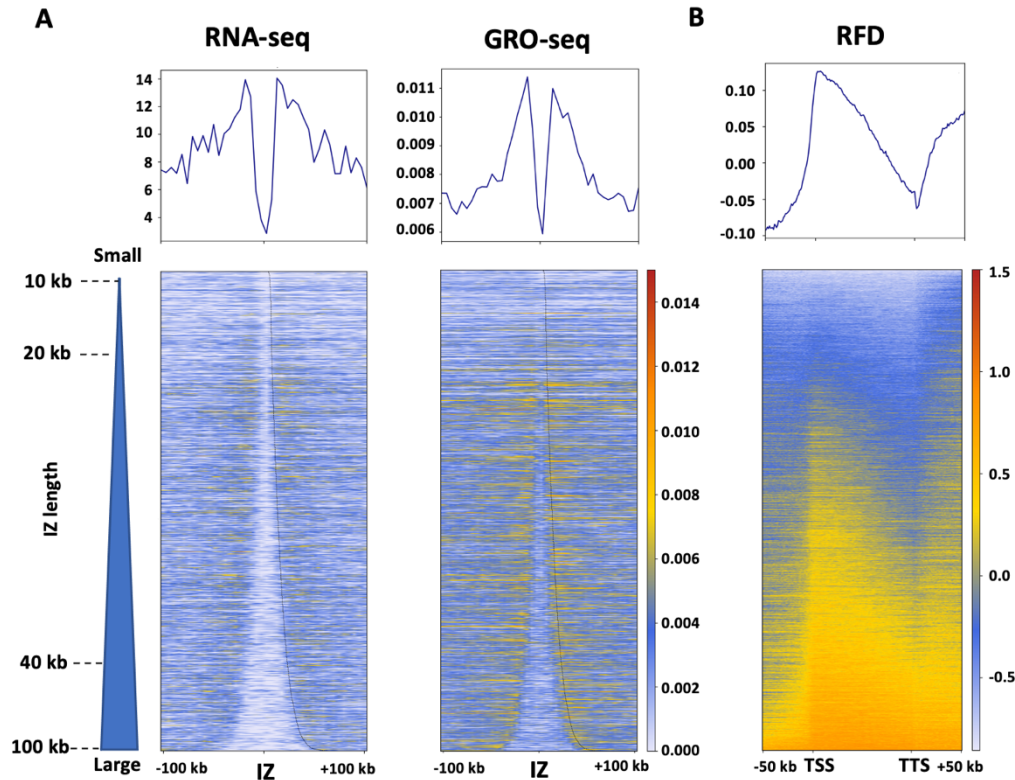 A
B
RNA-seq
GRO-seq
RFD
14
12
10
8
6
4
0.011
0.010
0.009
0.008
0.007
0.006
0.10
0.05
0.00
-0.05
-0.10
Small
10 kb
20 kb
IZ length
40 kb
100 kb
Large
0.014
0.012
0.010
0.008
0.006
0.004
0.002
0.000
1.5
1.0
0.5
0.0
-0.5
-100 kb IZ +100 kb
-100 kb IZ +100 kb
-50 kb TSS TTS +50 kb